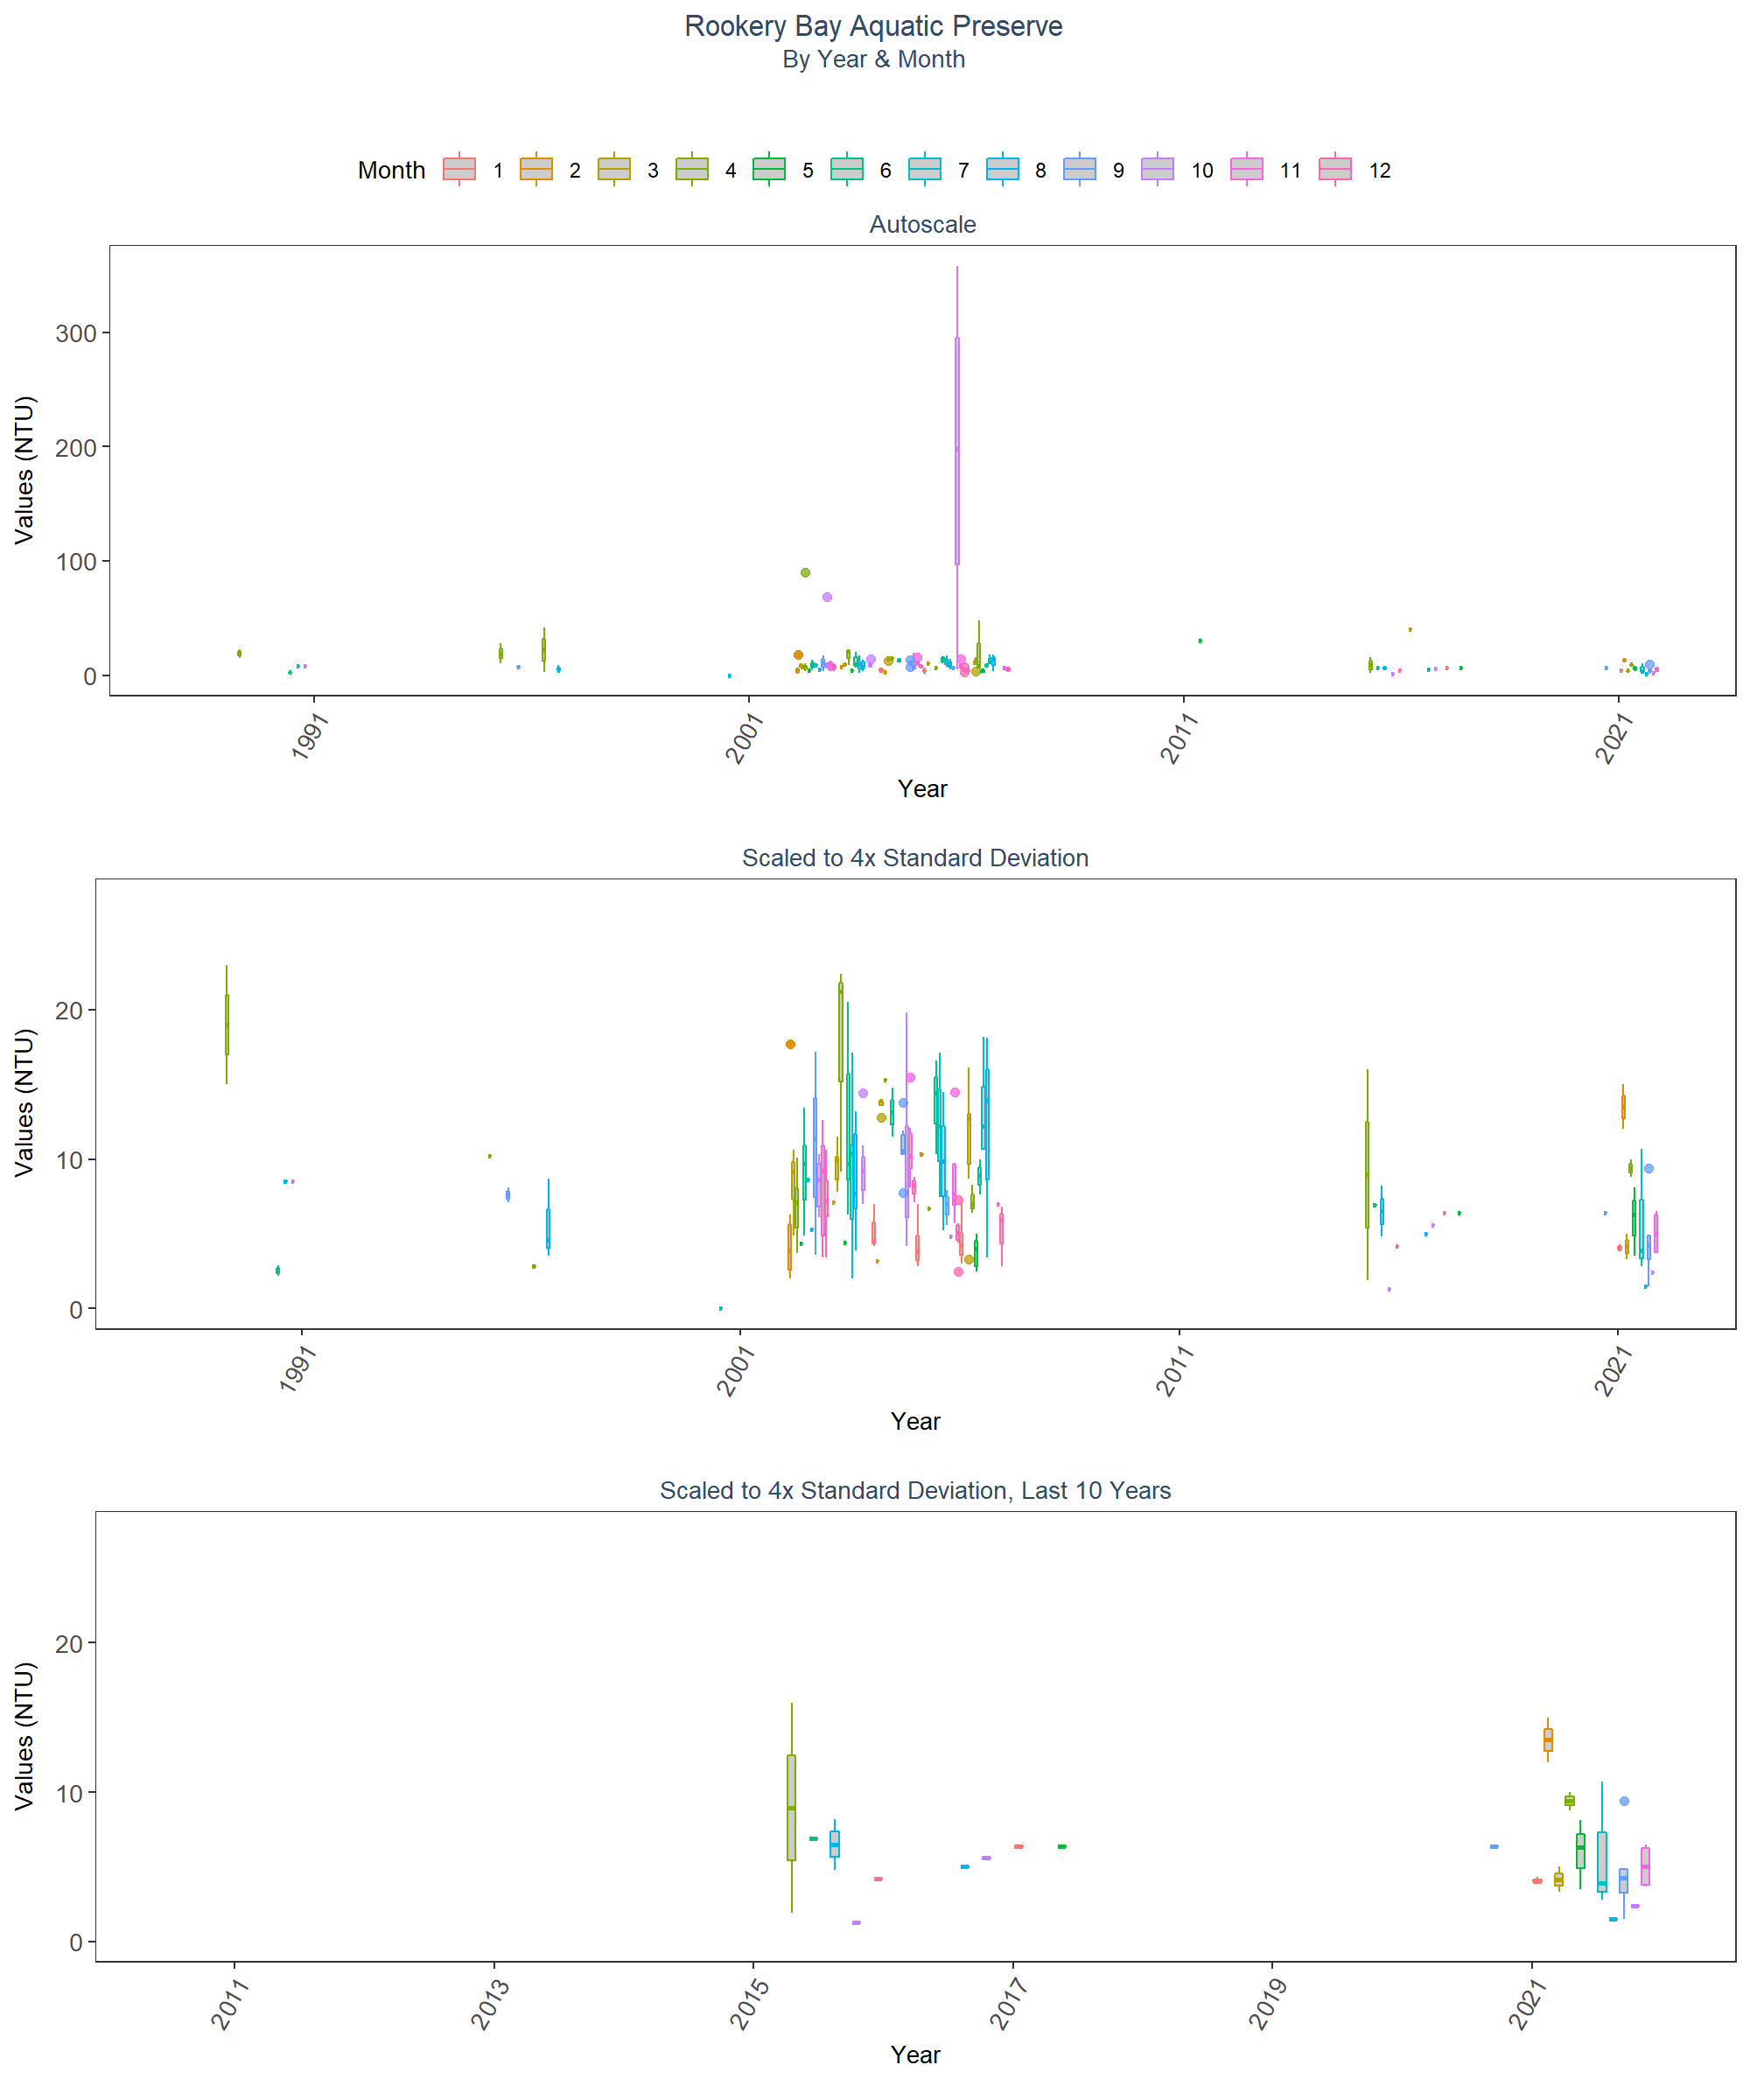 Rookery Bay Aquatic Preserve
By Year & Month
Month 1 2 3 4 5 6 7 8 9 10 11 12
Autoscale
Values (NTU)
300
200
100
0
1991 2001 2011 2021
Year
Scaled to 4x Standard Deviation
Values (NTU)
20
10
0
1991 2001 2011 2021
Year
Scaled to 4x Standard Deviation, Last 10 Years
Values (NTU)
20
10
0
2011 2013 2015 2017 2019 2021
Year